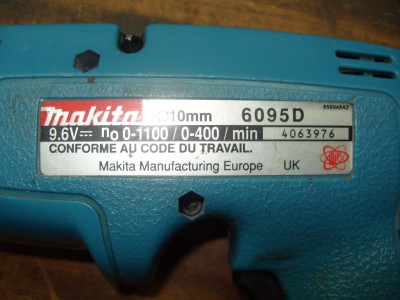 makita 10mm 6095D
9.6V⎓ no 0-1100 / 0-400 / min 4063976
CONFORME AU CODE DU TRAVAIL.
Makita Manufacturing Europe UK